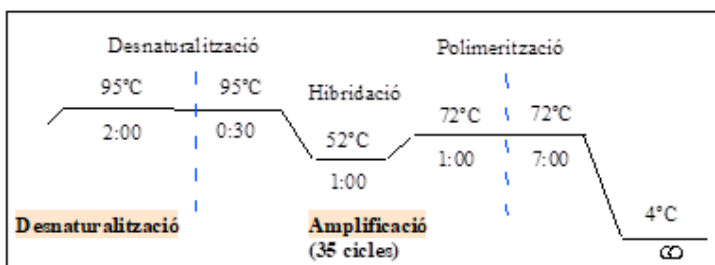 Desnaturalització
Polimerització
95°C
95°C
Hibridació
72°C
72°C
2:00
0:30
52°C
1:00
7:00
1:00
4°C
Desnaturalització
Amplificació
(35 cicles)
∞